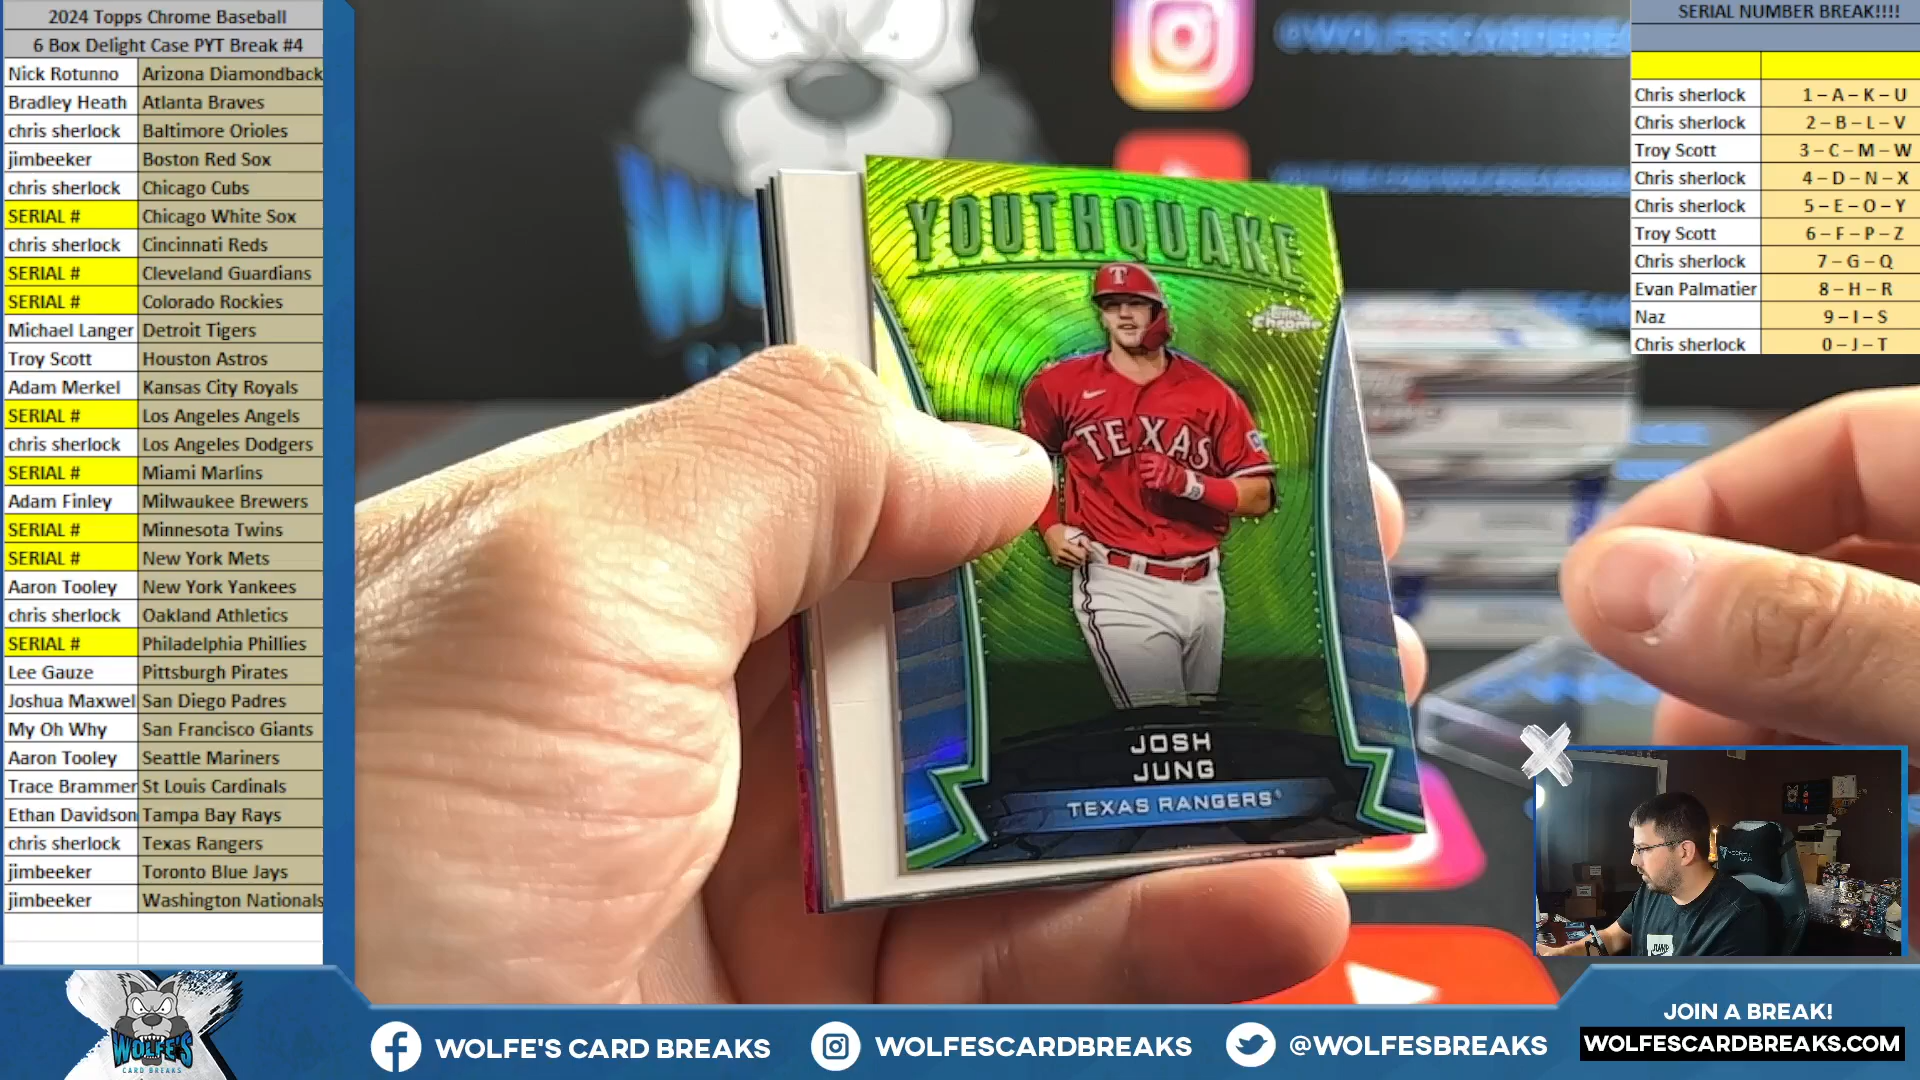 2024 Topps Chrome Baseball
6 Box Delight Case PYT Break #4
Nick Rotunno Arizona Diamondback
Bradley Heath Atlanta Braves
chris sherlock Baltimore Orioles
jimbeeker Boston Red Sox
chris sherlock Chicago Cubs
SERIAL # Chicago White Sox
chris sherlock Cincinnati Reds
SERIAL # Cleveland Guardians
SERIAL # Colorado Rockies
Michael Langer Detroit Tigers
Troy Scott Houston Astros
Adam Merkel Kansas City Royals
SERIAL # Los Angeles Angels
chris sherlock Los Angeles Dodgers
SERIAL # Miami Marlins
Adam Finley Milwaukee Brewers
SERIAL # Minnesota Twins
SERIAL # New York Mets
Aaron Tooley New York Yankees
chris sherlock Oakland Athletics
SERIAL # Philadelphia Phillies
Lee Gauze Pittsburgh Pirates
Joshua Maxwel San Diego Padres
My Oh Why San Francisco Giants
Aaron Tooley Seattle Mariners
Trace Brammer St Louis Cardinals
Ethan Davidson Tampa Bay Rays
chris sherlock Texas Rangers
jimbeeker Toronto Blue Jays
jimbeeker Washington Nationals
@WOLFESCARDBREA
YOUTHQUAKE
Topps
Chrome
T
TEXAS
JOSH
JUNG
TEXAS RANGERS
SERIAL NUMBER BREAK!!!!
Chris sherlock 1 – A – K – U
Chris sherlock 2 – B – L – V
Troy Scott 3 – C – M – W
Chris sherlock 4 – D – N – X
Chris sherlock 5 – E – O – Y
Troy Scott 6 – F – P – Z
Chris sherlock 7 – G – Q
Evan Palmatier 8 – H – R
Naz 9 – I – S
Chris sherlock 0 – J – T
WOLFE'S
CARD BREAKS
WOLFE'S CARD BREAKS
WOLFESCARDBREAKS
@WOLFESBREAKS
JOIN A BREAK!
WOLFESCARDBREAKS.COM